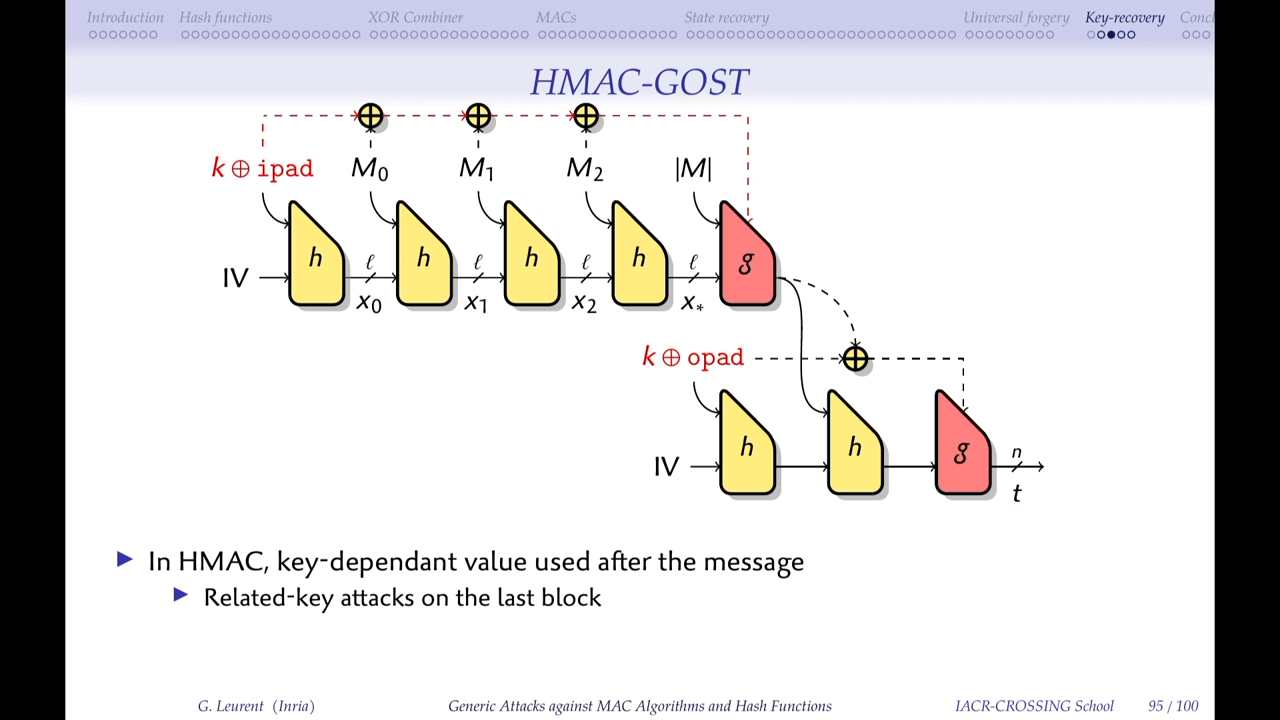 Introduction Hash functions XOR Combiner MACs State recovery Universal forgery Key-recovery Concl
HMAC-GOST
k ⊕ ipad M₀ M₁ M₂ |M|
h h h h g
IV ℓ ℓ ℓ ℓ
x₀ x₁ x₂ x*
k ⊕ opad
h h g
IV n
t
In HMAC, key-dependant value used after the message
Related-key attacks on the last block
G. Leurent (Inria) Generic Attacks against MAC Algorithms and Hash Functions IACR-CROSSING School 95 / 100